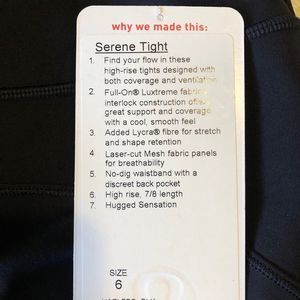 why we made this:
Serene Tight
1. Find your flow in these
high-rise tights designed with
both coverage and ventilation
2. Full-On® Luxtreme fabric
interlock construction offers
great support and coverage
with a cool, smooth feel
3. Added Lycra® fibre for stretch
and shape retention
4 Laser-cut Mesh fabric panels
for breathability
5. No-dig waistband with a
discreet back pocket
6. High rise, 7/8 length
7. Hugged Sensation
SIZE
6